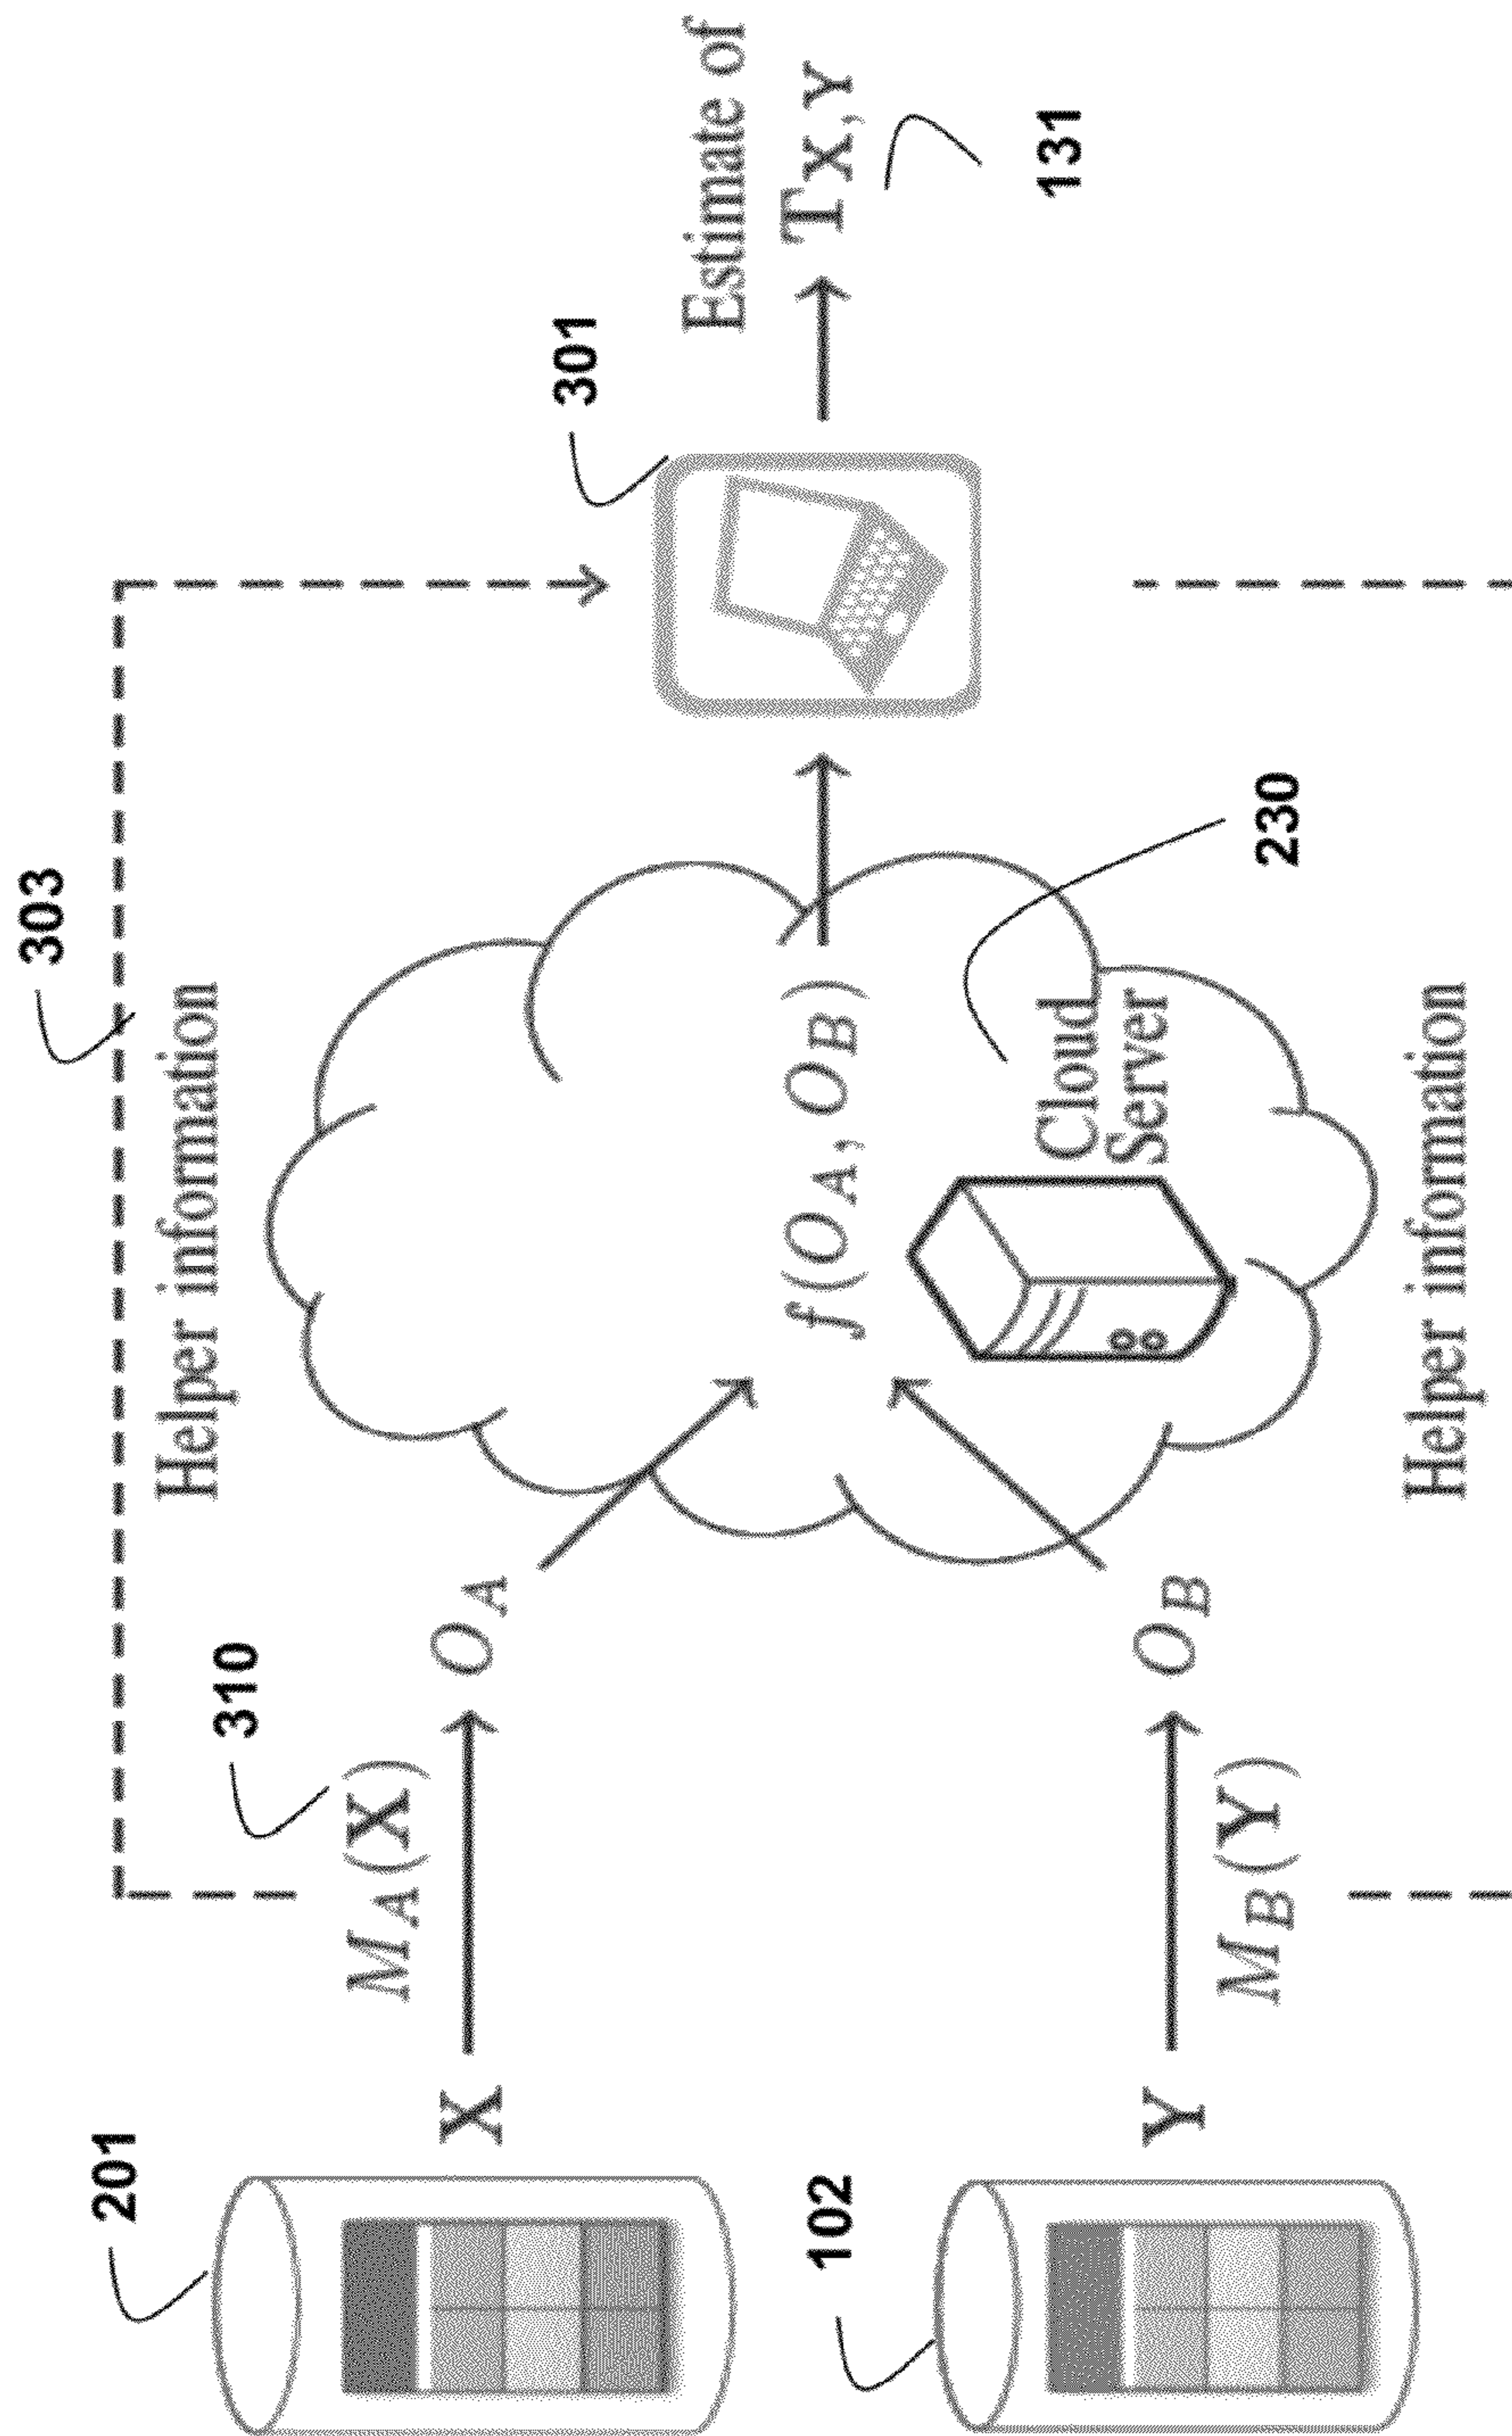 303
Helper information
201
X
M_A(X)
310
O_A
f(O_A, O_B)
Cloud
Server
230
301
Estimate of
T_X,Y
131
102
Y
M_B(Y)
O_B
Helper information